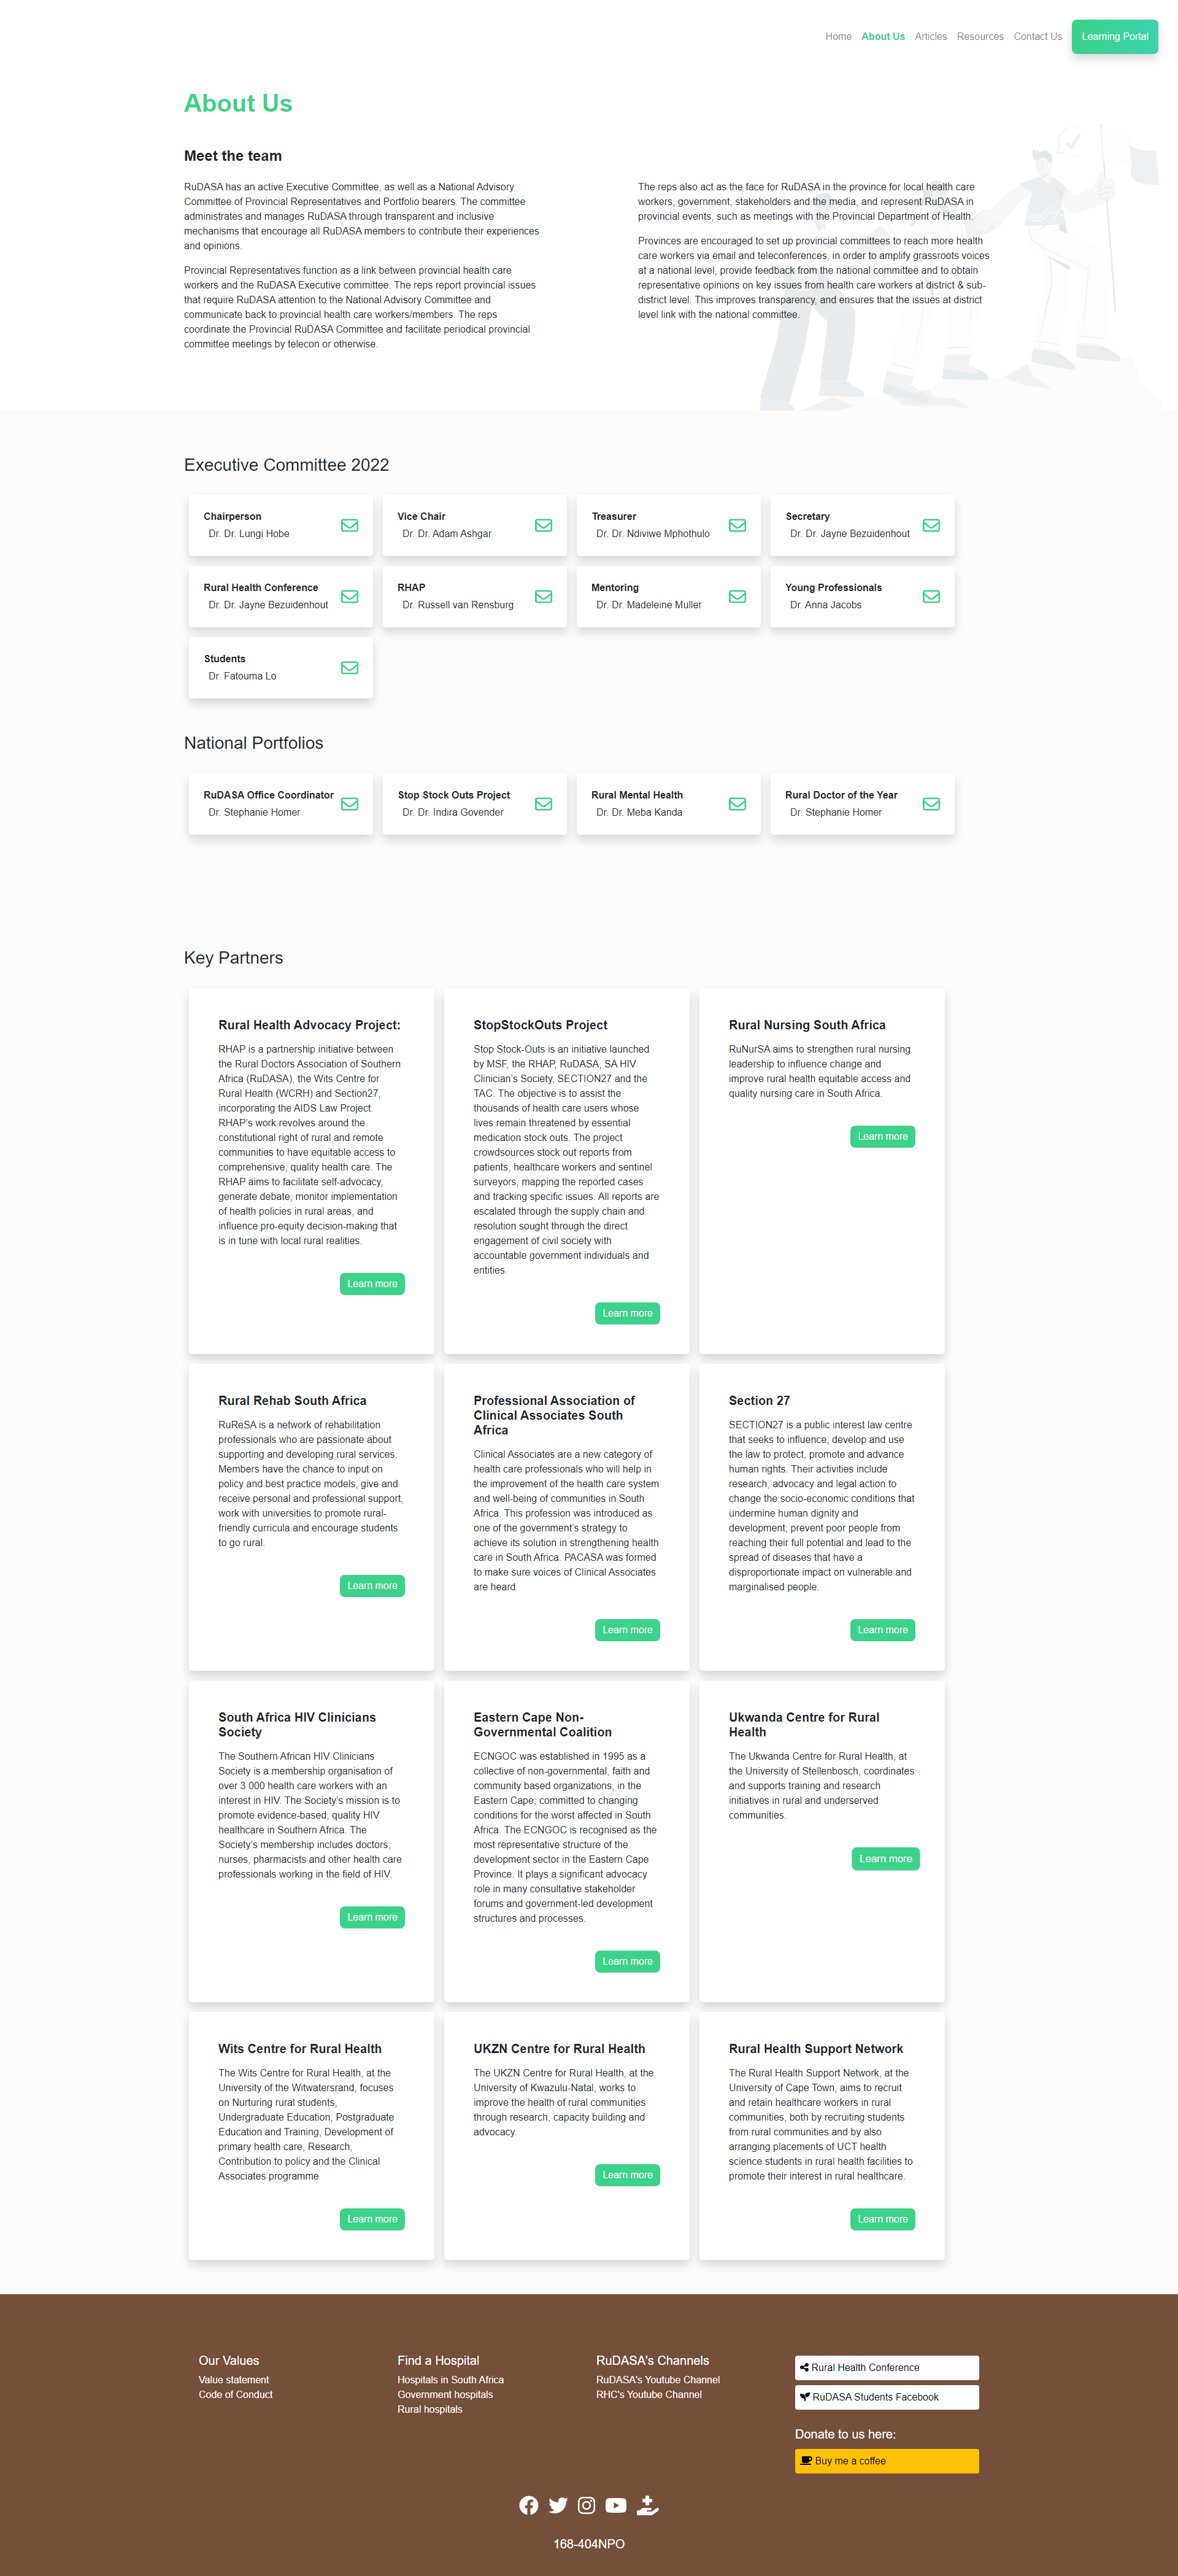 Home About Us Articles Resources Contact Us Learning Portal
About Us
Meet the team
RuDASA has an active Executive Committee, as well as a National Advisory
Committee of Provincial Representatives and Portfolio bearers. The committee
administrates and manages RuDASA through transparent and inclusive
mechanisms that encourage all RuDASA members to contribute their experiences
and opinions.
Provincial Representatives function as a link between provincial health care
workers and the RuDASA Executive committee. The reps report provincial issues
that require RuDASA attention to the National Advisory Committee and
communicate back to provincial health care workers/members. The reps
coordinate the Provincial RuDASA Committee and facilitate periodical provincial
committee meetings by telecon or otherwise.
The reps also act as the face for RuDASA in the province for local health care
workers, government, stakeholders and the media, and represent RuDASA in
provincial events, such as meetings with the Provincial Department of Health.
Provinces are encouraged to set up provincial committees to reach more health
care workers via email and teleconferences, in order to amplify grassroots voices
at a national level, provide feedback from the national committee and to obtain
representative opinions on key issues from health care workers at district & sub-
district level. This improves transparency, and ensures that the issues at district
level link with the national committee.
Executive Committee 2022
Chairperson
Dr. Dr. Lungi Hobe
Vice Chair
Dr. Dr. Adam Ashgar
Treasurer
Dr. Dr. Ndiviwe Mphothulo
Secretary
Dr. Dr. Jayne Bezuidenhout
Rural Health Conference
Dr. Dr. Jayne Bezuidenhout
RHAP
Dr. Russell van Rensburg
Mentoring
Dr. Dr. Madeleine Muller
Young Professionals
Dr. Anna Jacobs
Students
Dr. Fatouma Lo
National Portfolios
RuDASA Office Coordinator
Dr. Stephanie Homer
Stop Stock Outs Project
Dr. Dr. Indira Govender
Rural Mental Health
Dr. Dr. Meba Kanda
Rural Doctor of the Year
Dr. Stephanie Homer
Key Partners
Rural Health Advocacy Project:
RHAP is a partnership initiative between
the Rural Doctors Association of Southern
Africa (RuDASA), the Wits Centre for
Rural Health (WCRH) and Section27,
incorporating the AIDS Law Project.
RHAP's work revolves around the
constitutional right of rural and remote
communities to have equitable access to
comprehensive, quality health care. The
RHAP aims to facilitate self-advocacy,
generate debate, monitor implementation
of health policies in rural areas, and
influence pro-equity decision-making that
is in tune with local rural realities.
Learn more
StopStockOuts Project
Stop Stock-Outs is an initiative launched
by MSF, the RHAP, RuDASA, SA HIV
Clinician's Society, SECTION27 and the
TAC. The objective is to assist the
thousands of health care users whose
lives remain threatened by essential
medication stock outs. The project
crowdsources stock out reports from
patients, healthcare workers and sentinel
surveyors, mapping the reported cases
and tracking specific issues. All reports are
escalated through the supply chain and
resolution sought through the direct
engagement of civil society with
accountable government individuals and
entities.
Learn more
Rural Nursing South Africa
RuNurSA aims to strengthen rural nursing
leadership to influence change and
improve rural health equitable access and
quality nursing care in South Africa.
Learn more
Rural Rehab South Africa
RuReSA is a network of rehabilitation
professionals who are passionate about
supporting and developing rural services.
Members have the chance to input on
policy and best practice models, give and
receive personal and professional support,
work with universities to promote rural-
friendly curricula and encourage students
to go rural.
Learn more
Professional Association of
Clinical Associates South
Africa
Clinical Associates are a new category of
health care professionals who will help in
the improvement of the health care system
and well-being of communities in South
Africa. This profession was introduced as
one of the government's strategy to
achieve its solution in strengthening health
care in South Africa. PACASA was formed
to make sure voices of Clinical Associates
are heard.
Learn more
Section 27
SECTION27 is a public interest law centre
that seeks to influence, develop and use
the law to protect, promote and advance
human rights. Their activities include
research, advocacy and legal action to
change the socio-economic conditions that
undermine human dignity and
development, prevent poor people from
reaching their full potential and lead to the
spread of diseases that have a
disproportionate impact on vulnerable and
marginalised people.
Learn more
South Africa HIV Clinicians
Society
The Southern African HIV Clinicians
Society is a membership organisation of
over 3 000 health care workers with an
interest in HIV. The Society's mission is to
promote evidence-based, quality HIV
healthcare in Southern Africa. The
Society's membership includes doctors,
nurses, pharmacists and other health care
professionals working in the field of HIV.
Learn more
Eastern Cape Non-
Governmental Coalition
ECNGOC was established in 1995 as a
collective of non-governmental, faith and
community based organizations, in the
Eastern Cape, committed to changing
conditions for the worst affected in South
Africa. The ECNGOC is recognised as the
most representative structure of the
development sector in the Eastern Cape
Province. It plays a significant advocacy
role in many consultative stakeholder
forums and government-led development
structures and processes.
Learn more
Ukwanda Centre for Rural
Health
The Ukwanda Centre for Rural Health, at
the University of Stellenbosch, coordinates
and supports training and research
initiatives in rural and underserved
communities.
Learn more
Wits Centre for Rural Health
The Wits Centre for Rural Health, at the
University of the Witwatersrand, focuses
on Nurturing rural students,
Undergraduate Education, Postgraduate
Education and Training, Development of
primary health care, Research,
Contribution to policy and the Clinical
Associates programme
Learn more
UKZN Centre for Rural Health
The UKZN Centre for Rural Health, at the
University of Kwazulu-Natal, works to
improve the health of rural communities
through research, capacity building and
advocacy.
Learn more
Rural Health Support Network
The Rural Health Support Network, at the
University of Cape Town, aims to recruit
and retain healthcare workers in rural
communities, both by recruiting students
from rural communities and by also
arranging placements of UCT health
science students in rural health facilities to
promote their interest in rural healthcare.
Learn more
Our Values
Value statement
Code of Conduct
Find a Hospital
Hospitals in South Africa
Government hospitals
Rural hospitals
RuDASA's Channels
RuDASA's Youtube Channel
RHC's Youtube Channel
Rural Health Conference
RuDASA Students Facebook
Donate to us here:
Buy me a coffee
168-404NPO